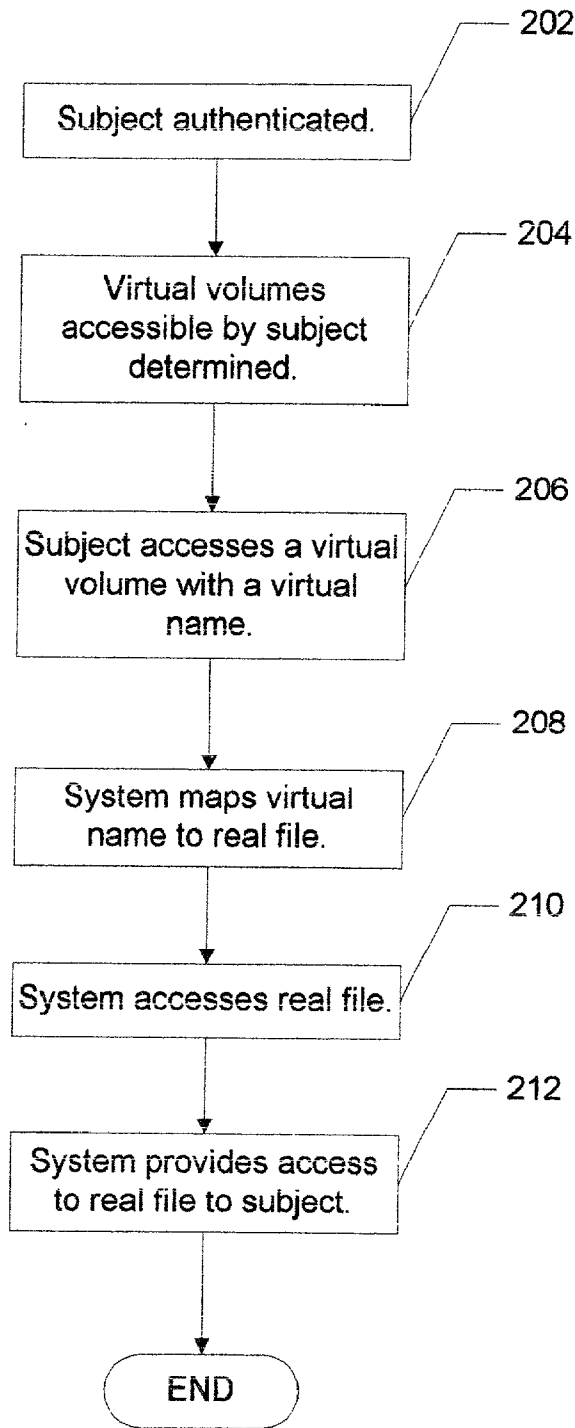 202
Subject authenticated.
204
Virtual volumes
accessible by subject
determined.
206
Subject accesses a virtual
volume with a virtual
name.
208
System maps virtual
name to real file.
210
System accesses real file.
212
System provides access
to real file to subject.
END